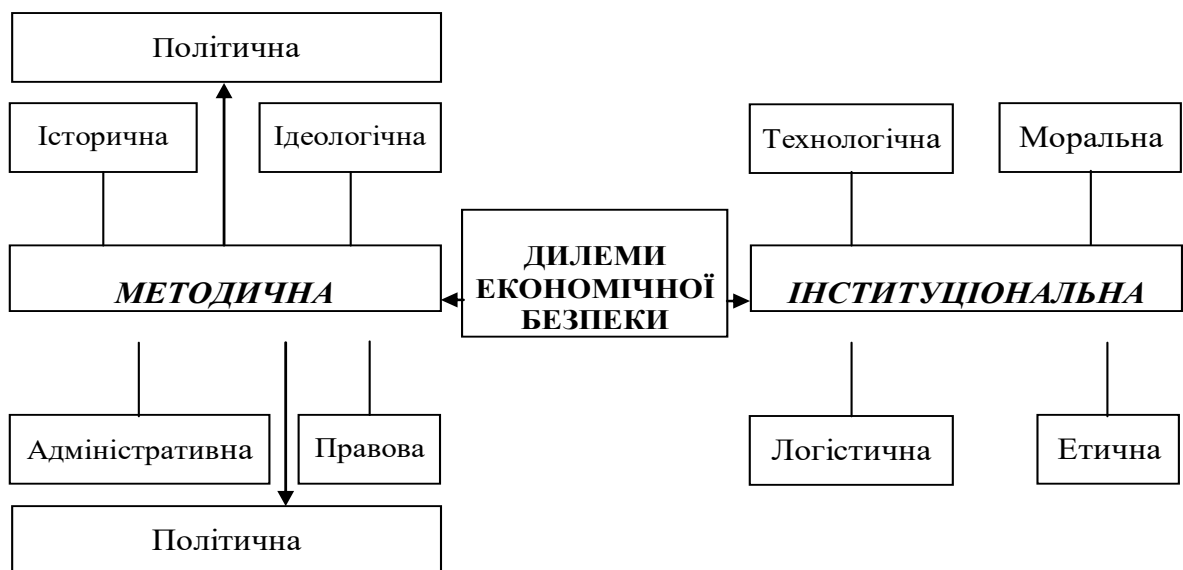 Політична
Історична
Ідеологічна
Технологічна
Моральна
МЕТОДИЧНА
ДИЛЕМИ
ЕКОНОМІЧНОЇ
БЕЗПЕКИ
ІНСТИТУЦІОНАЛЬНА
Адміністративна
Правова
Логістична
Етична
Політична